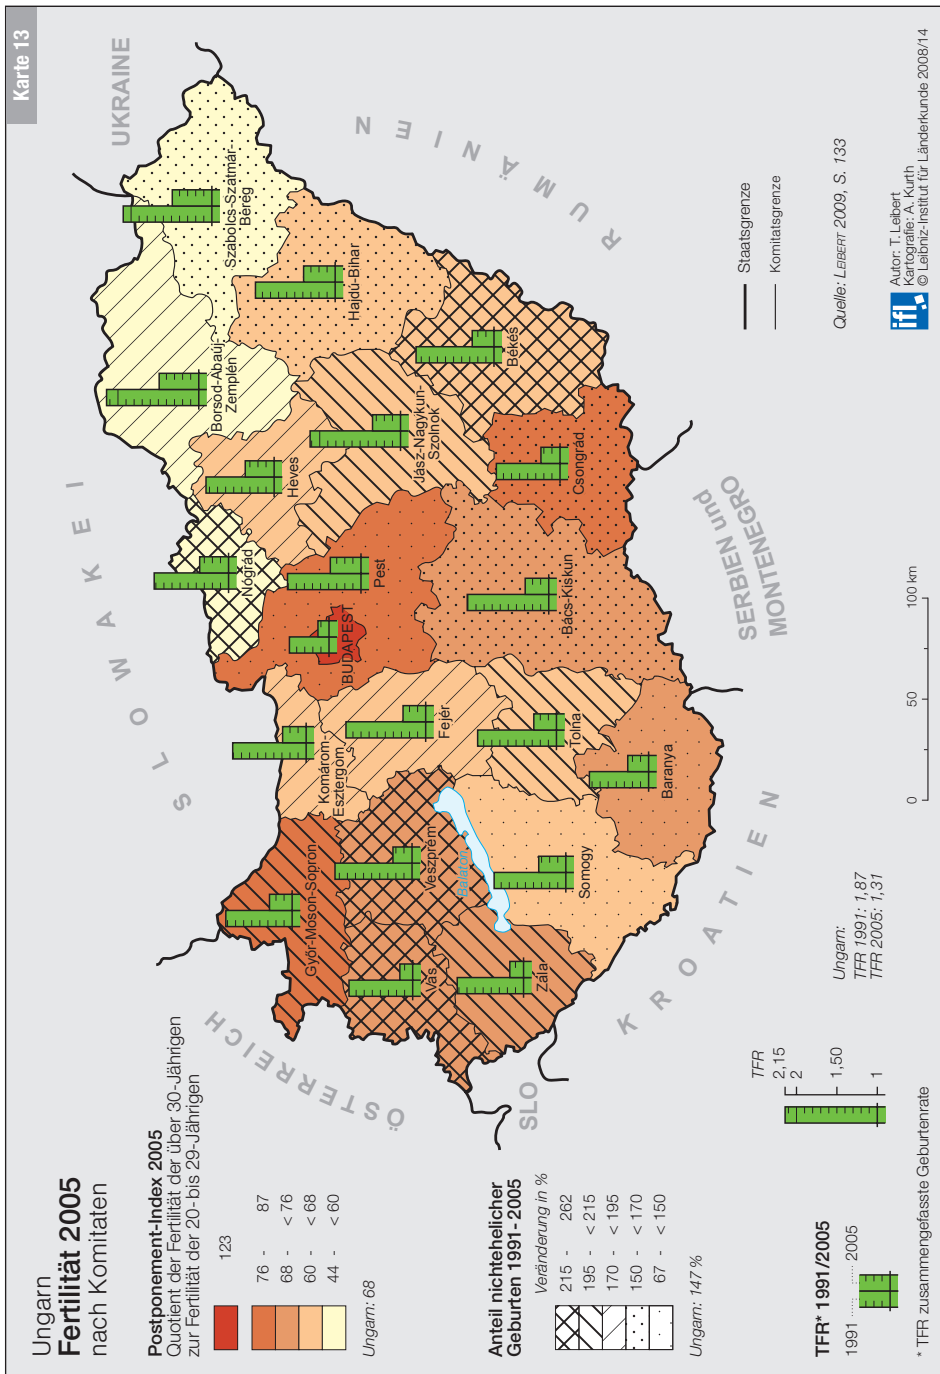 Karte 13
Ungarn
Fertilität 2005
nach Komitaten
Postponement-Index 2005
Quotient der Fertilität der über 30-Jährigen
zur Fertilität der 20- bis 29-Jährigen
123
76 - 87
68 - < 76
60 - < 68
44 - < 60
Ungarn: 68
Anteil nichtehelicher
Geburten 1991 - 2005
Veränderung in %
215 - 262
195 - < 215
170 - < 195
150 - < 170
67 - < 150
Ungarn: 147 %
TFR* 1991/2005
1991 2005
* TFR zusammengefasste Geburtenrate
TFR
2,15
2
1,50
1
Ungarn:
TFR 1991: 1,87
TFR 2005: 1,31
0 50 100 km
SLOWAKEI
UKRAINE
RUMÄNIEN
SERBIEN und
MONTENEGRO
KROATIEN
SLO
ÖSTERREICH
Győr-Moson-Sopron
Vas
Zala
Veszprém
Balaton
Somogy
Komárom-
Esztergom
Fejér
Tolna
Baranya
BUDAPEST
Pest
Nógrád
Bács-Kiskun
Heves
Jász-Nagykun-
Szolnok
Csongrád
Borsod-Abaúj-
Zemplén
Békés
Hajdú-Bihar
Szabolcs-Szatmár-
Bereg
Staatsgrenze
Komitatsgrenze
Quelle: LEIBERT 2009, S. 133
ifl
Autor: T. Leibert
Kartografie: A. Kurth
© Leibniz-Institut für Länderkunde 2008/14